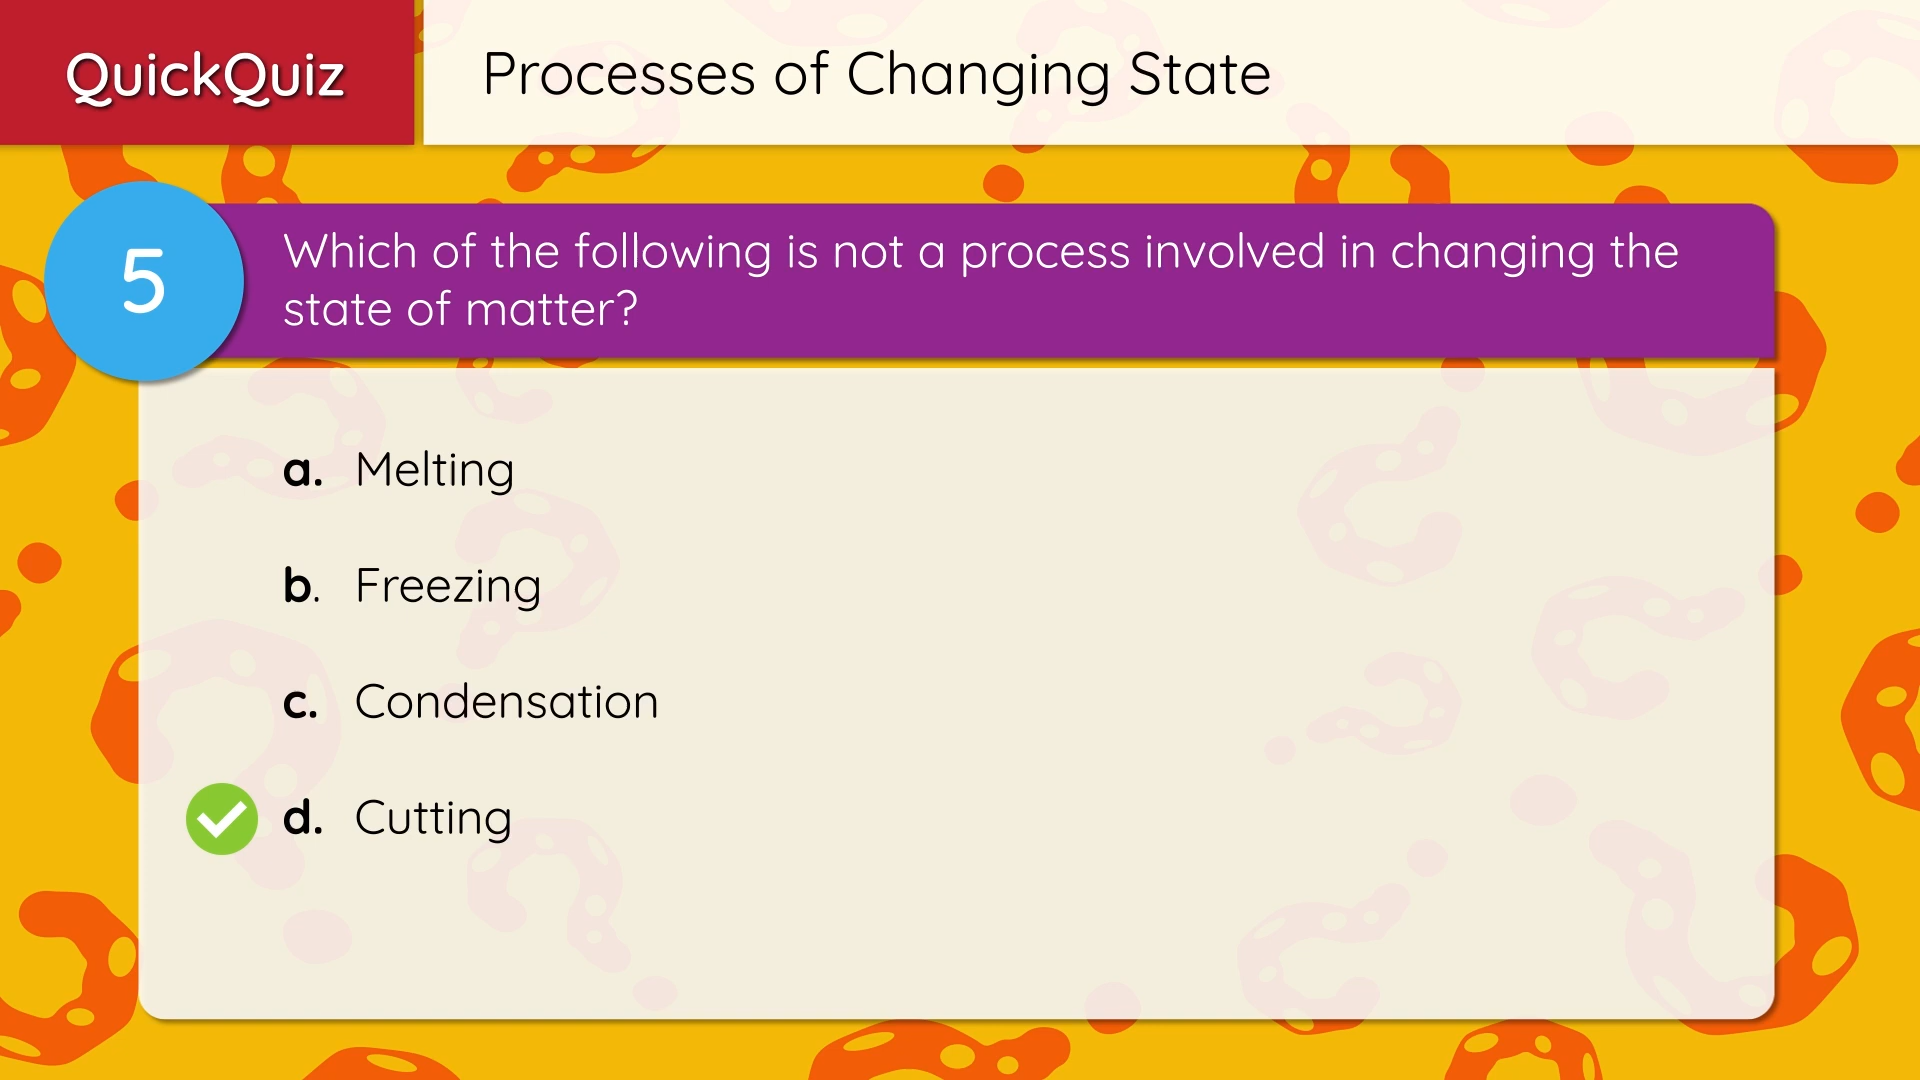 QuickQuiz
Processes of Changing State
5
Which of the following is not a process involved in changing the
state of matter?
a. Melting
b. Freezing
c. Condensation
d. Cutting